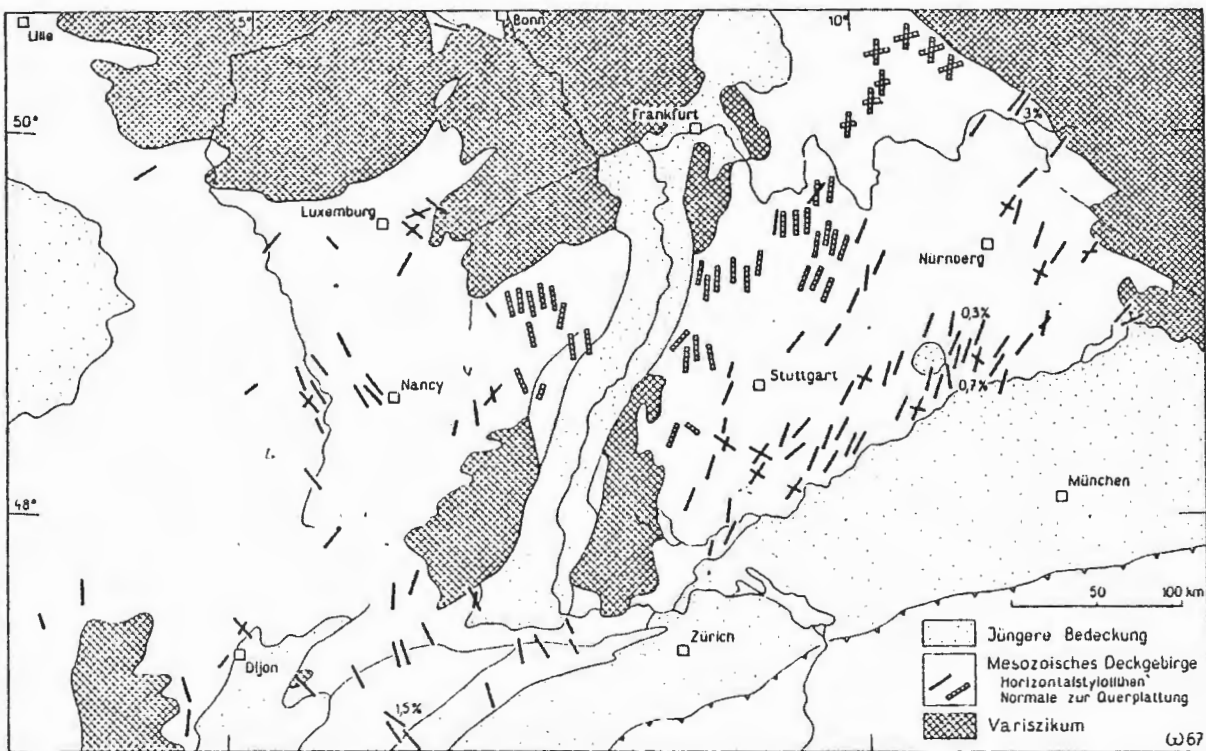 Lille
5°
Bonn
10°
50°
Frankfurt
3%
Luxemburg
Nürnberg
0,3%
Nancy
Stuttgart
0,7%
48°
München
50 100 km
Zürich
Dijon
1,5%
Jüngere Bedeckung
Mesozoisches Deckgebirge
Horizontalstylolithen
Normale zur Querplattung
Variszikum
67